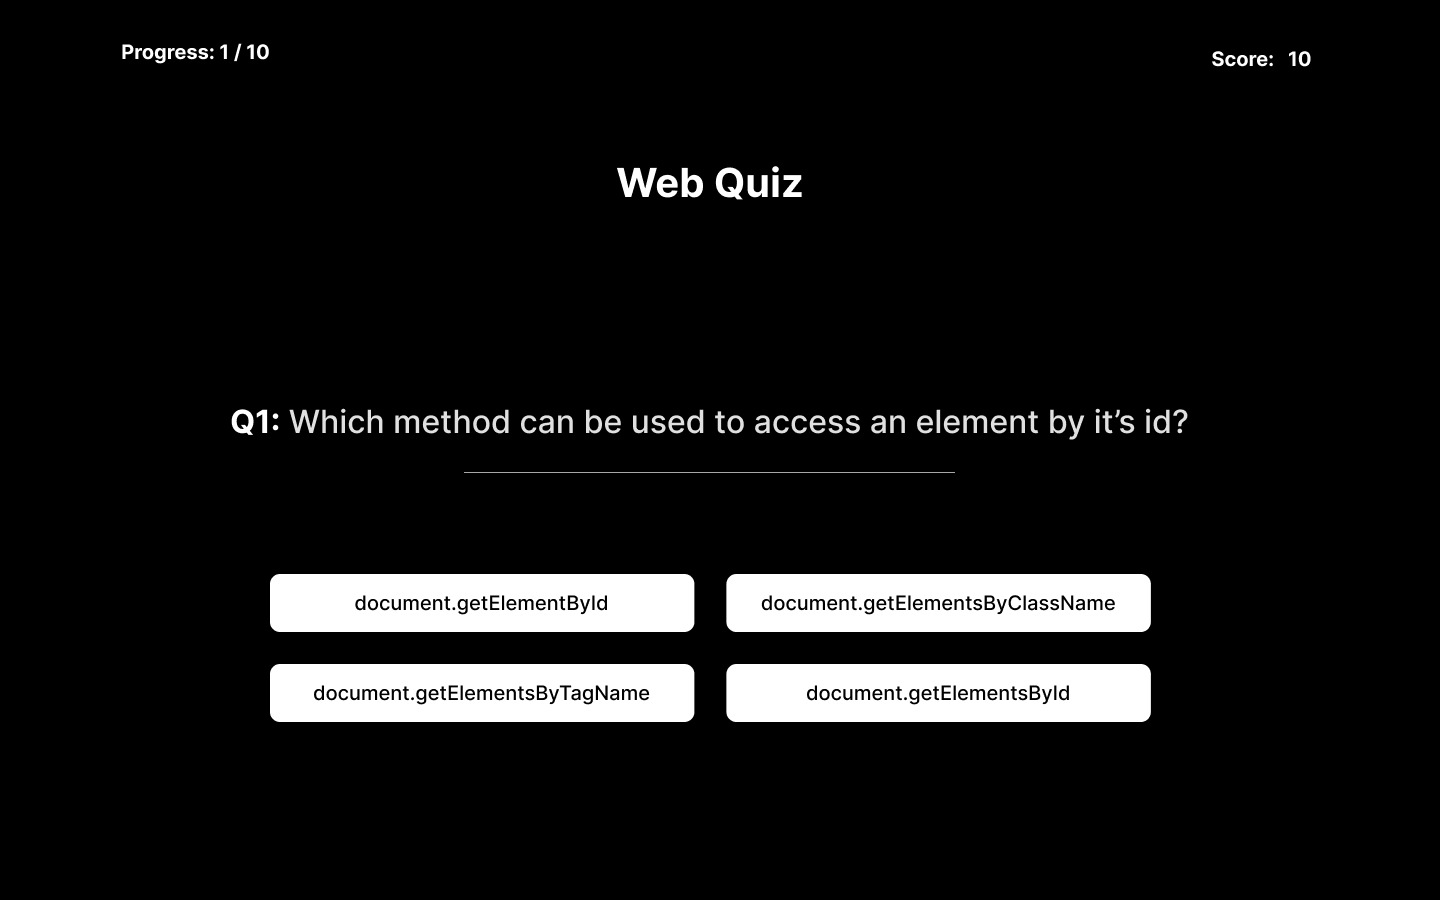 Progress: 1 / 10
Score: 10
Web Quiz
Q1: Which method can be used to access an element by it’s id?
document.getElementById
document.getElementsByClassName
document.getElementsByTagName
document.getElementsById